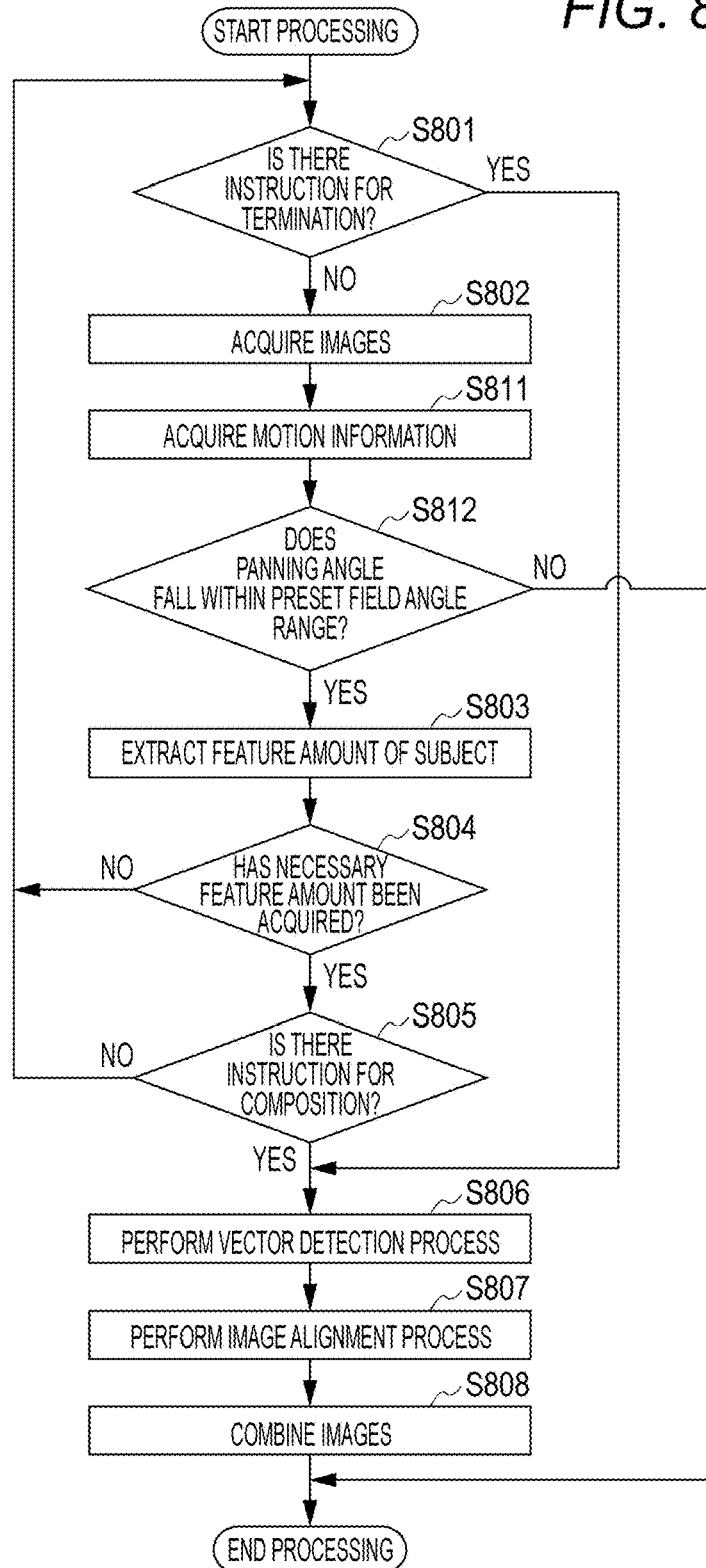 FIG. 8
START PROCESSING
S801
IS THERE
INSTRUCTION FOR
TERMINATION?
YES
NO
S802
ACQUIRE IMAGES
S811
ACQUIRE MOTION INFORMATION
S812
DOES
PANNING ANGLE
FALL WITHIN PRESET FIELD ANGLE
RANGE?
NO
YES
S803
EXTRACT FEATURE AMOUNT OF SUBJECT
S804
HAS NECESSARY
FEATURE AMOUNT BEEN
ACQUIRED?
NO
YES
S805
IS THERE
INSTRUCTION FOR
COMPOSITION?
NO
YES
S806
PERFORM VECTOR DETECTION PROCESS
S807
PERFORM IMAGE ALIGNMENT PROCESS
S808
COMBINE IMAGES
END PROCESSING